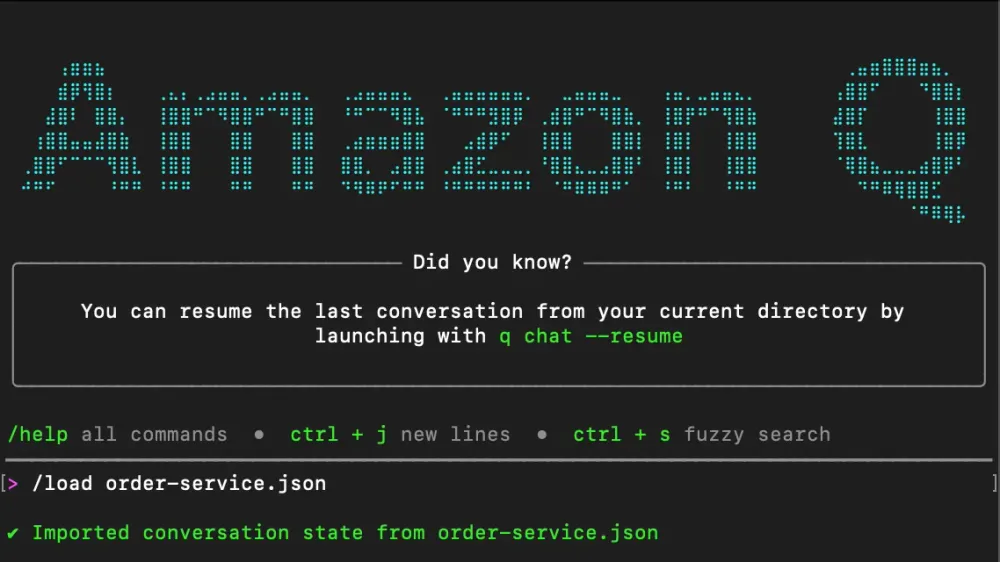 Amazon Q
Did you know?
You can resume the last conversation from your current directory by
launching with q chat --resume
/help all commands • ctrl + j new lines • ctrl + s fuzzy search
[> /load order-service.json ]
✔ Imported conversation state from order-service.json